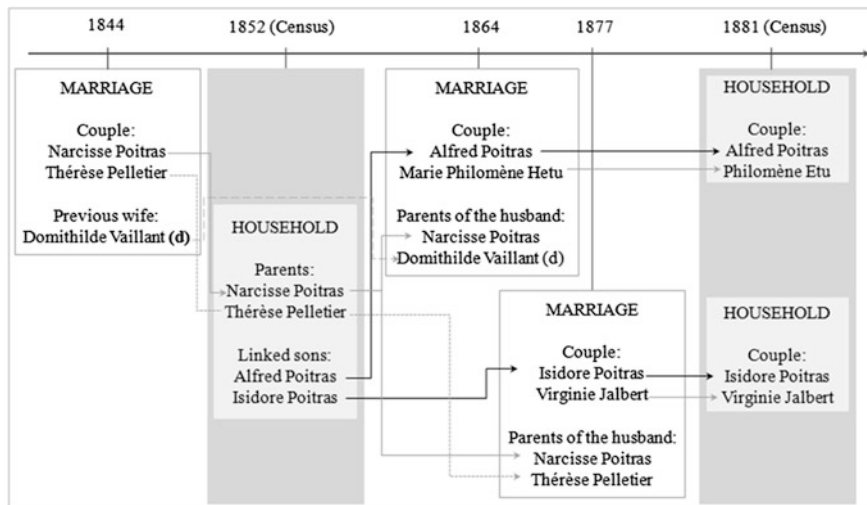 1844
1852 (Census)
1864
1877
1881 (Census)
MARRIAGE
Couple:
Narcisse Poitras
Thérèse Pelletier
Previous wife:
Domithilde Vaillant (d)
HOUSEHOLD
Parents:
Narcisse Poitras
Thérèse Pelletier
Linked sons:
Alfred Poitras
Isidore Poitras
MARRIAGE
Couple:
Alfred Poitras
Marie Philomène Hetu
Parents of the husband:
Narcisse Poitras
Domithilde Vaillant (d)
MARRIAGE
Couple:
Isidore Poitras
Virginie Jalbert
Parents of the husband:
Narcisse Poitras
Thérèse Pelletier
HOUSEHOLD
Couple:
Alfred Poitras
Philomène Etu
HOUSEHOLD
Couple:
Isidore Poitras
Virginie Jalbert